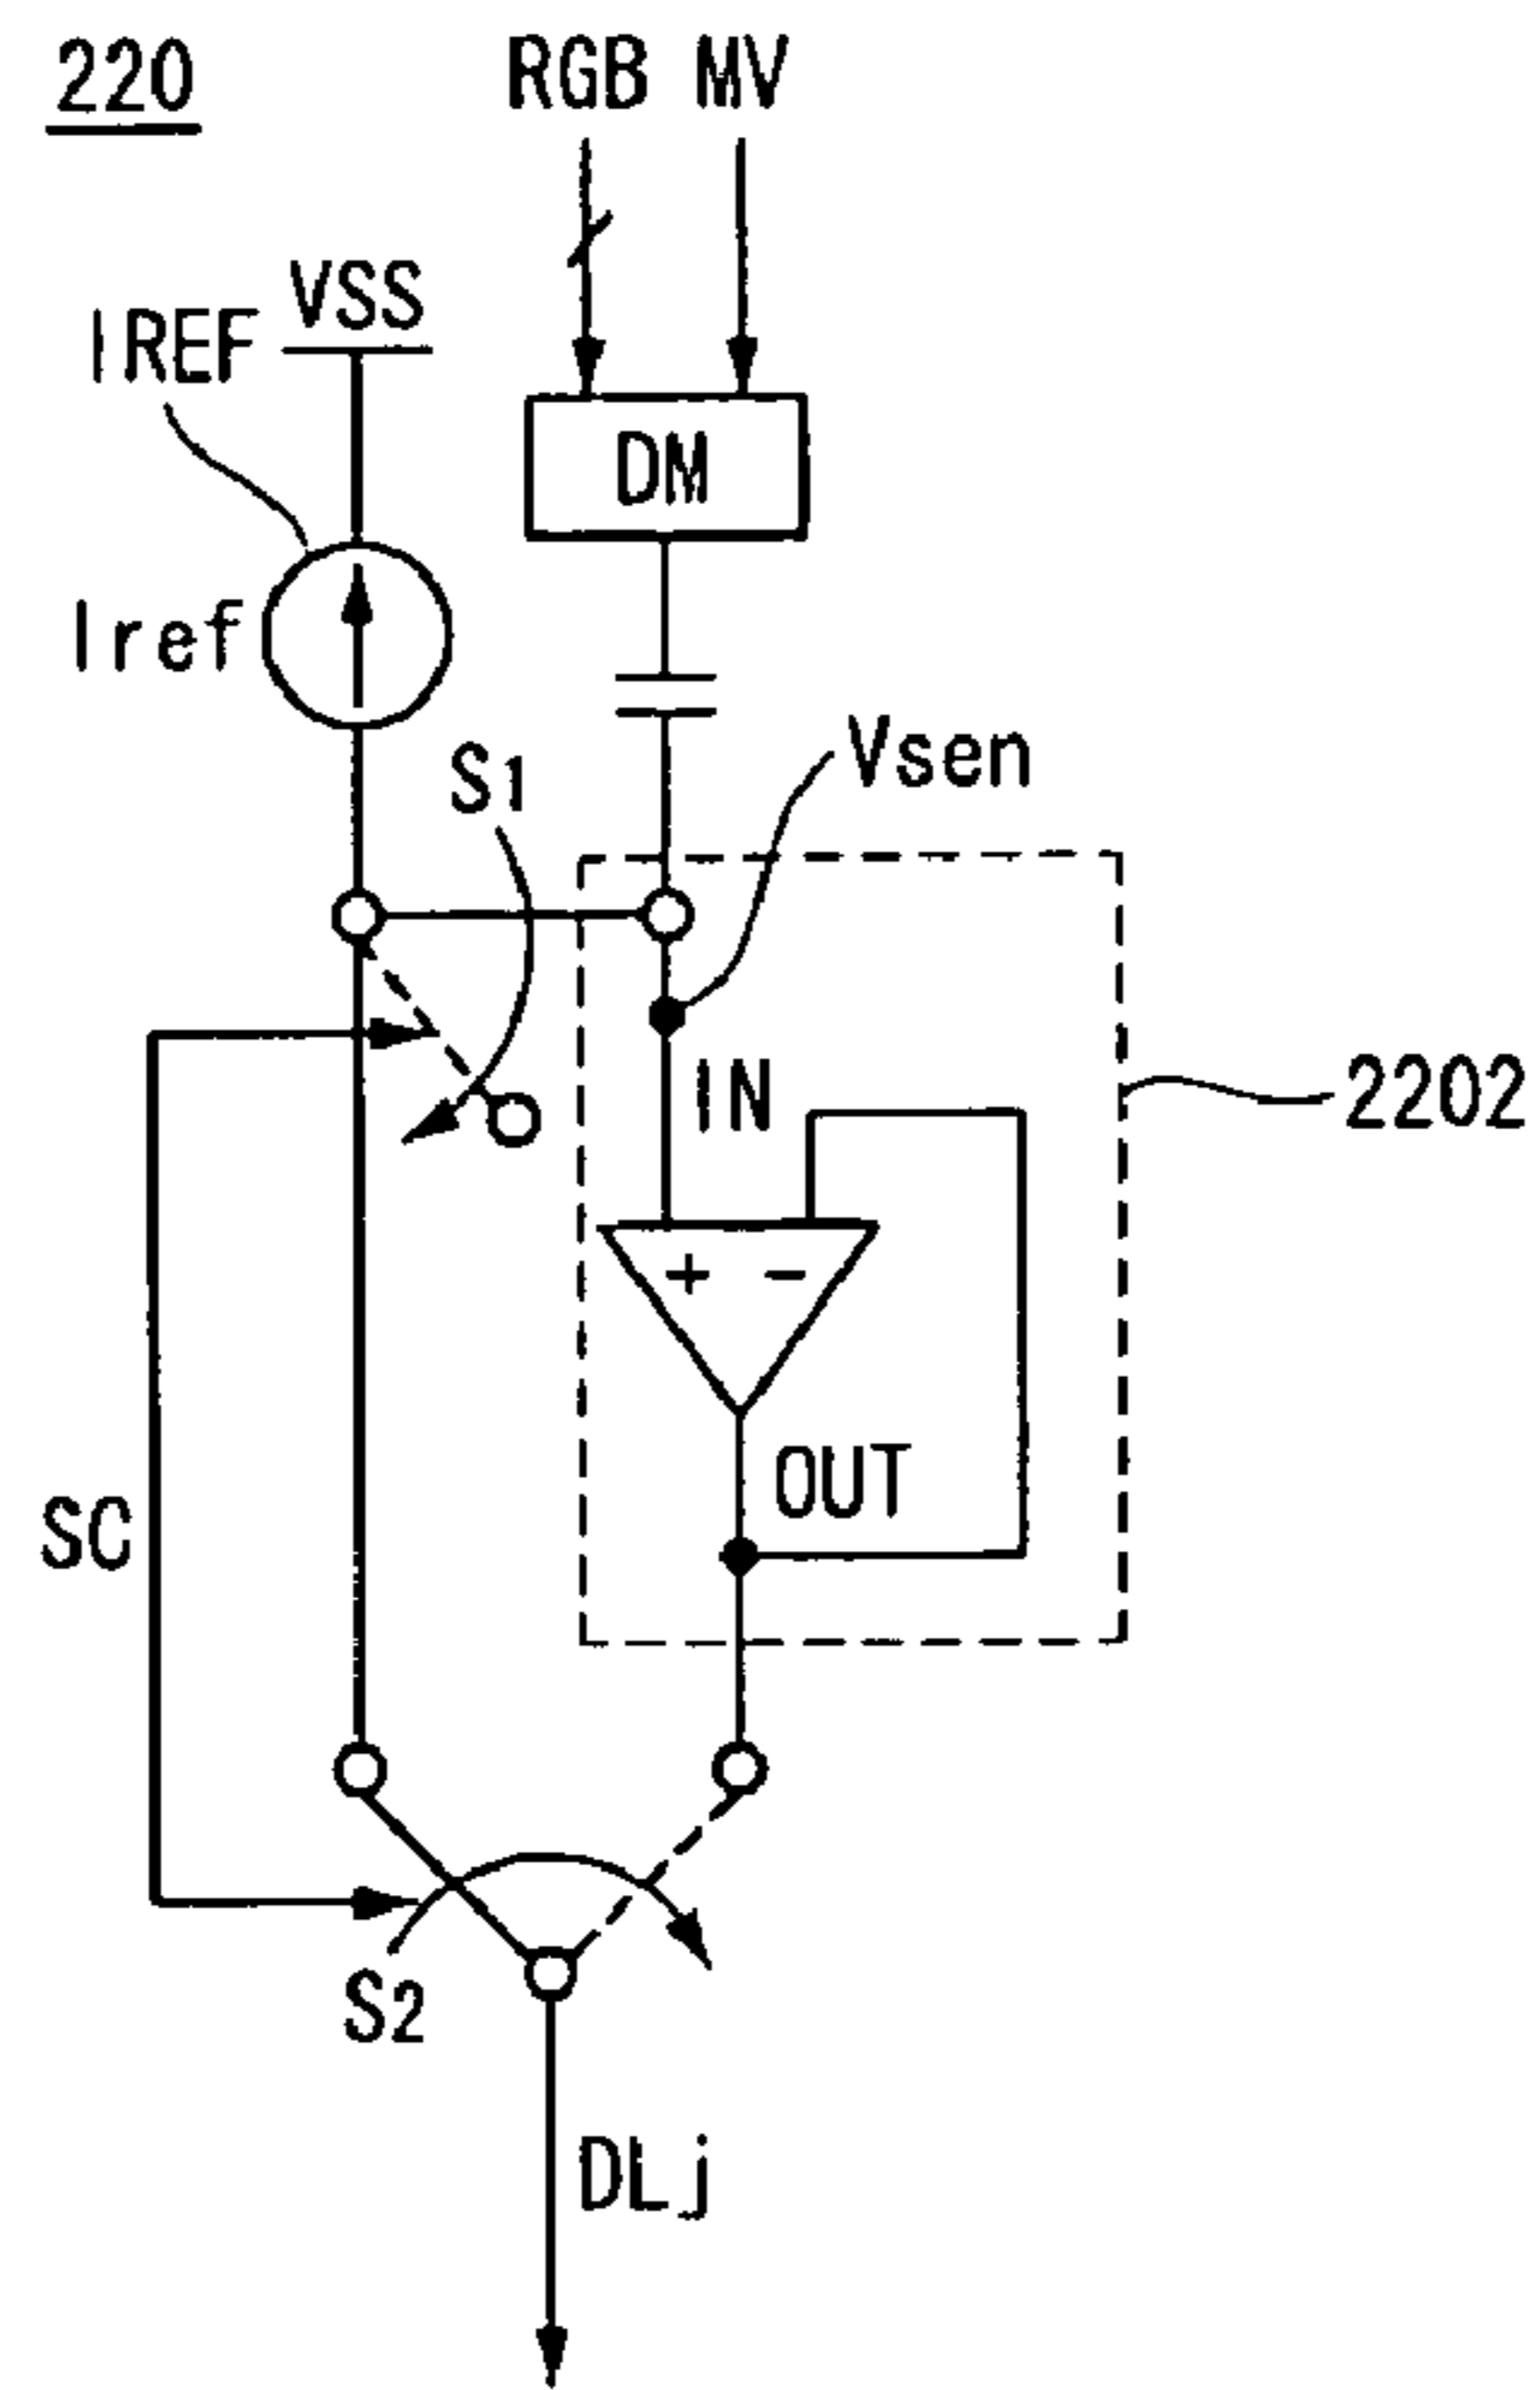 220
RGB MV
VSS
IREF
DM
Iref
S1
Vsen
IN
2202
+ -
OUT
SC
S2
DLj